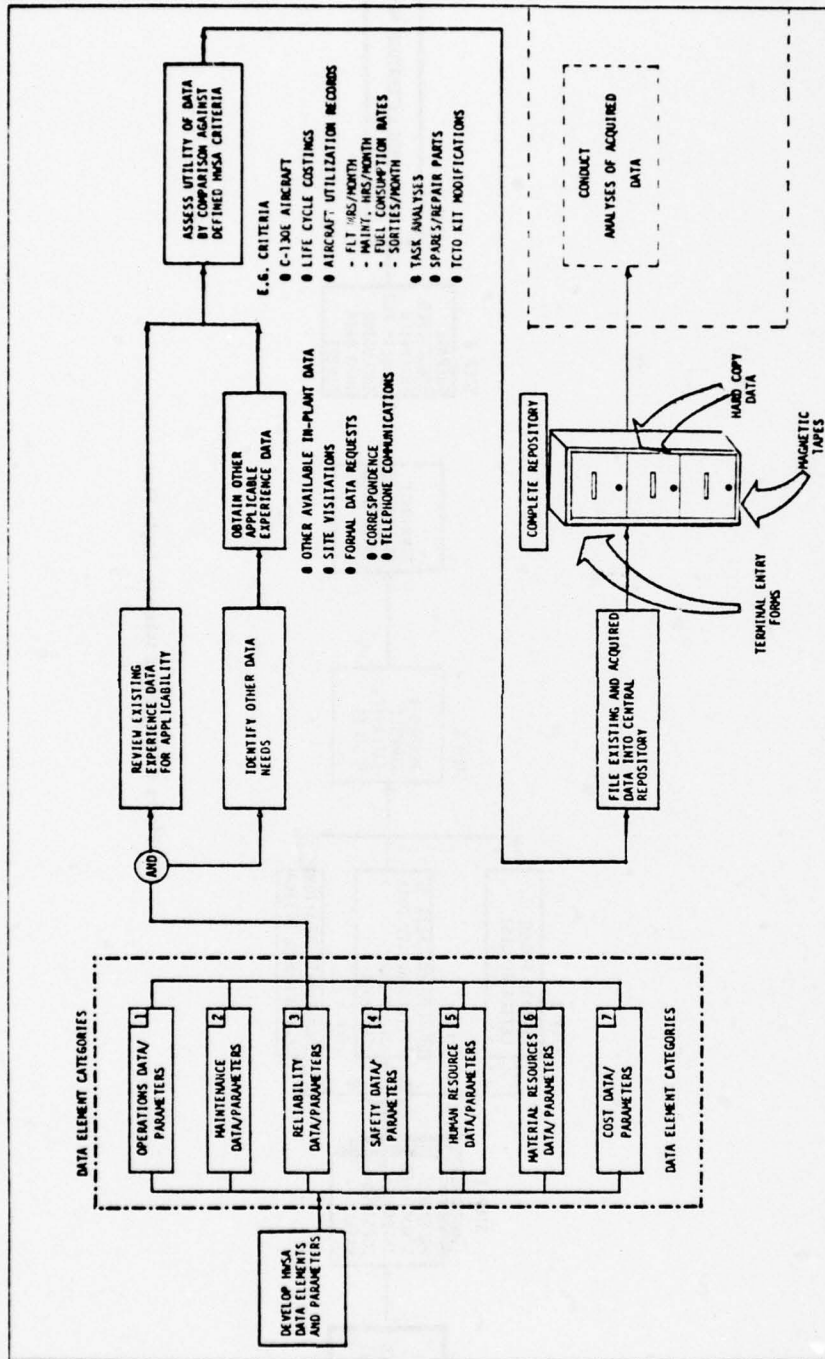 DEVELOP HWSA
DATA ELEMENTS
AND PARAMETERS
DATA ELEMENT CATEGORIES
1
OPERATIONS DATA/
PARAMETERS
2
MAINTENANCE
DATA/PARAMETERS
3
RELIABILITY
DATA/PARAMETERS
4
SAFETY DATA/
PARAMETERS
5
HUMAN RESOURCE
DATA/PARAMETERS
6
MATERIAL RESOURCES
DATA/PARAMETERS
7
COST DATA/
PARAMETERS
DATA ELEMENT CATEGORIES
AND
REVIEW EXISTING
EXPERIENCE DATA
FOR APPLICABILITY
IDENTIFY OTHER DATA
NEEDS
OBTAIN OTHER
APPLICABLE
EXPERIENCE DATA
● OTHER AVAILABLE IN-PLANT DATA
● SITE VISITATIONS
● FORMAL DATA REQUESTS
● CORRESPONDENCE
● TELEPHONE COMMUNICATIONS
ASSESS UTILITY OF DATA
BY COMPARISON AGAINST
DEFINED HWSA CRITERIA
E.G. CRITERIA
● C-130E AIRCRAFT
● LIFE CYCLE COSTINGS
● AIRCRAFT UTILIZATION RECORDS
- FLT HRS/MONTH
- MAINT. HRS/MONTH
- FUEL CONSUMPTION RATES
- SORTIES/MONTH
● TASK ANALYSES
● SPARES/REPAIR PARTS
● TCTO KIT MODIFICATIONS
FILE EXISTING AND ACQUIRED
DATA INTO CENTRAL
REPOSITORY
COMPLETE REPOSITORY
TERMINAL ENTRY
FORMS
MAGNETIC
TAPES
HARD COPY
DATA
CONDUCT
ANALYSES OF ACQUIRED
DATA